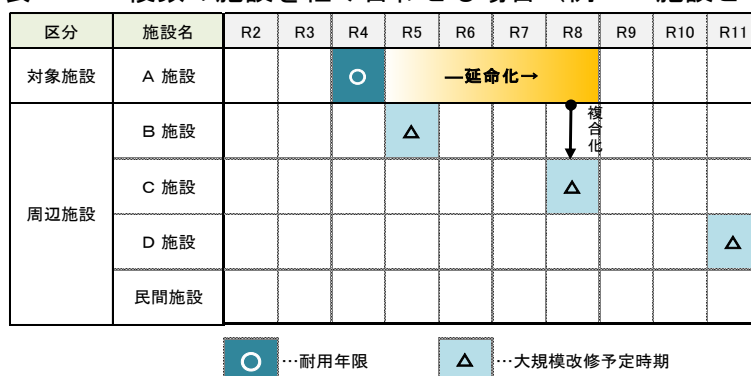 区分 施設名 R2 R3 R4 R5 R6 R7 R8 R9 R10 R11
対象施設 A 施設 ○ ―延命化→
複合化
周辺施設
B 施設 △
C 施設 △
D 施設 △
民間施設
○ …耐用年限 △ …大規模改修予定時期